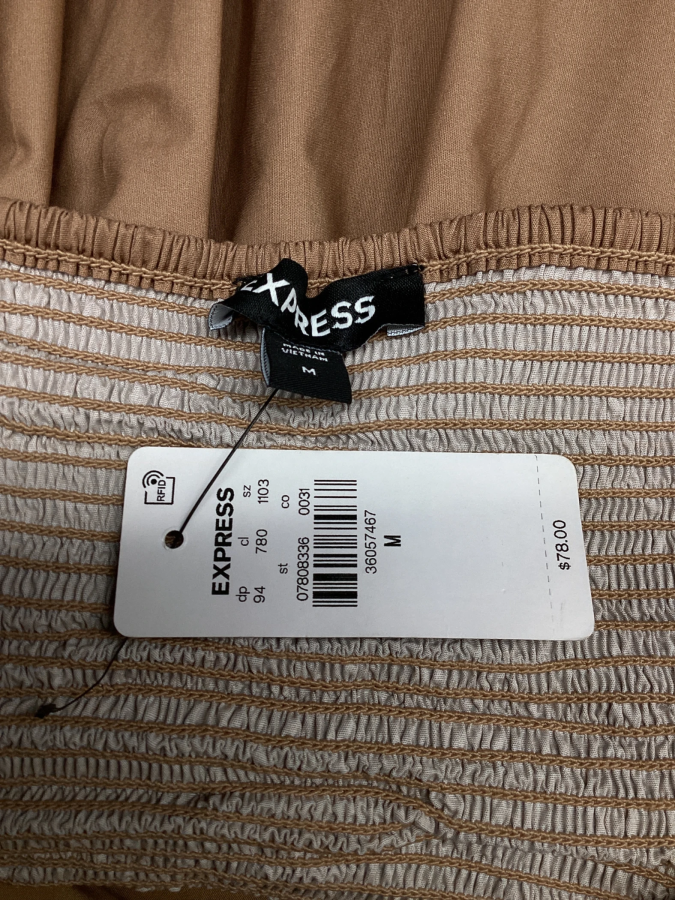 EXPRESS
MADE IN
VIETNAM
M
RFID
EXPRESS
dp cl sz
94 780 1103
st co
07808336 0031
36057467
M
$78.00